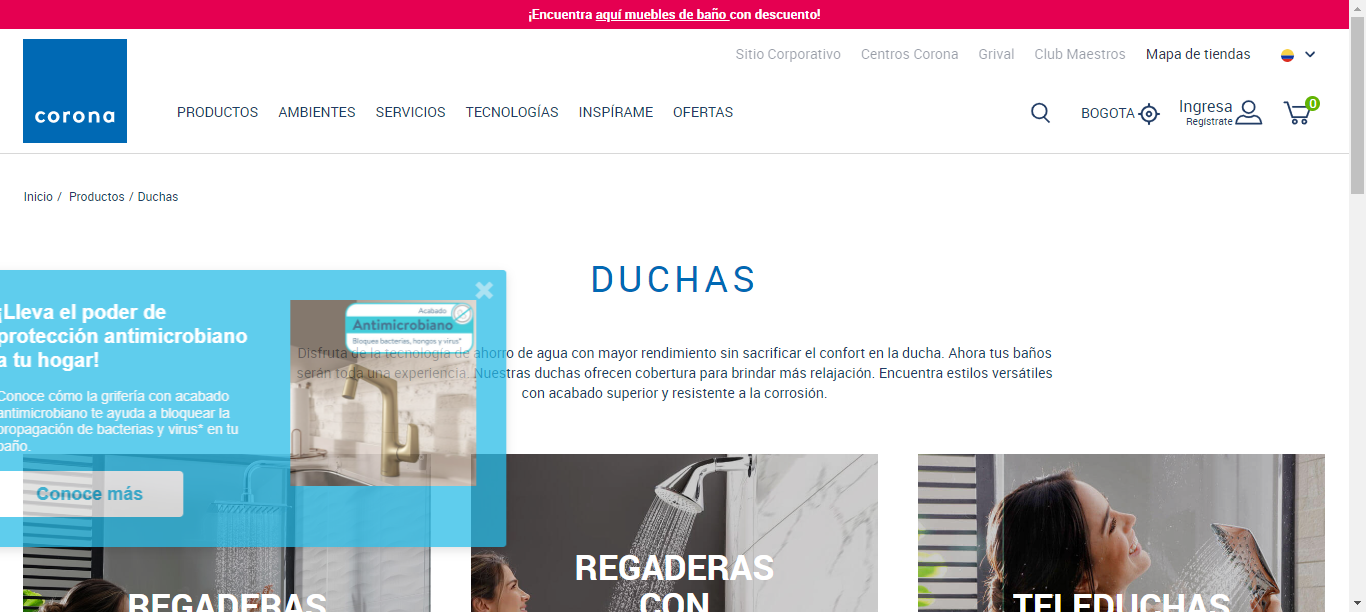 ¡Encuentra aquí muebles de baño con descuento!
Sitio Corporativo Centros Corona Grival Club Maestros Mapa de tiendas
corona
PRODUCTOS AMBIENTES SERVICIOS TECNOLOGÍAS INSPÍRAME OFERTAS
BOGOTA
Ingresa
Regístrate
0
Inicio / Productos / Duchas
DUCHAS
¡Lleva el poder de
protección antimicrobiano
a tu hogar!
Conoce cómo la grifería con acabado
antimicrobiano te ayuda a bloquear la
propagación de bacterias y virus* en tu
baño.
Conoce más
Acabado
Antimicrobiano
Bloquea bacterias, hongos y virus*
Disfruta de la tecnología de ahorro de agua con mayor rendimiento sin sacrificar el confort en la ducha. Ahora tus baños
serán toda una experiencia. Nuestras duchas ofrecen cobertura para brindar más relajación. Encuentra estilos versátiles
con acabado superior y resistente a la corrosión.
REGADERAS
REGADERAS
CON
TELEDUCHAS